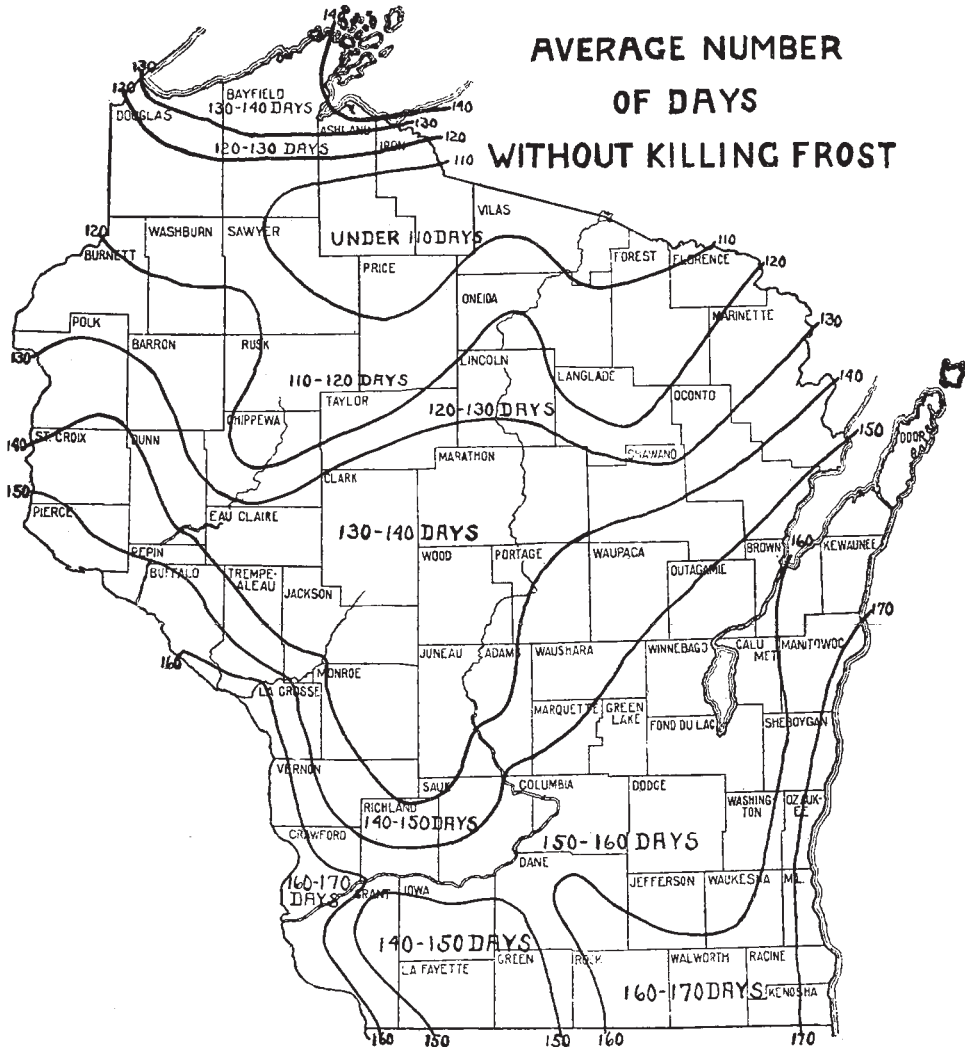 AVERAGE NUMBER
OF DAYS
WITHOUT KILLING FROST
130
120
DOUGLAS
BAYFIELD
130-140 DAYS
120-130 DAYS
ASHLAND
IRON
140
130
120
110
VILAS
120
BURNETT
WASHBURN
SAWYER
UNDER 110 DAYS
PRICE
ONEIDA
FOREST
FLORENCE
110
120
MARINETTE
130
POLK
130
BARRON
RUSK
110-120 DAYS
TAYLOR
LINCOLN
LANGLADE
120-130 DAYS
OCONTO
140
150
DOOR
CHIPPEWA
140
ST. CROIX
DUNN
CLARK
MARATHON
SHAWANO
150
PIERCE
EAU CLAIRE
130-140 DAYS
PEPIN
BUFFALO
TREMPE-
ALEAU
JACKSON
WOOD
PORTAGE
WAUPACA
OUTAGAMIE
BROWN
160
KEWAUNEE
170
160
LA CROSSE
MONROE
JUNEAU
ADAMS
WAUSHARA
WINNEBAGO
CALU
MET
MANITOWOC
MARQUETTE
GREEN
LAKE
FOND DU LAC
SHEBOYGAN
VERNON
SAUK
COLUMBIA
DODGE
WASHING-
TON
OZAUK-
EE
RICHLAND
140-150 DAYS
CRAWFORD
150-160 DAYS
DANE
160-170
DAYS
GRANT
IOWA
JEFFERSON
WAUKESHA
MIL.
140-150 DAYS
LA FAYETTE
GREEN
ROCK
WALWORTH
RACINE
160-170 DAYS
KENOSHA
160
150
150
160
170